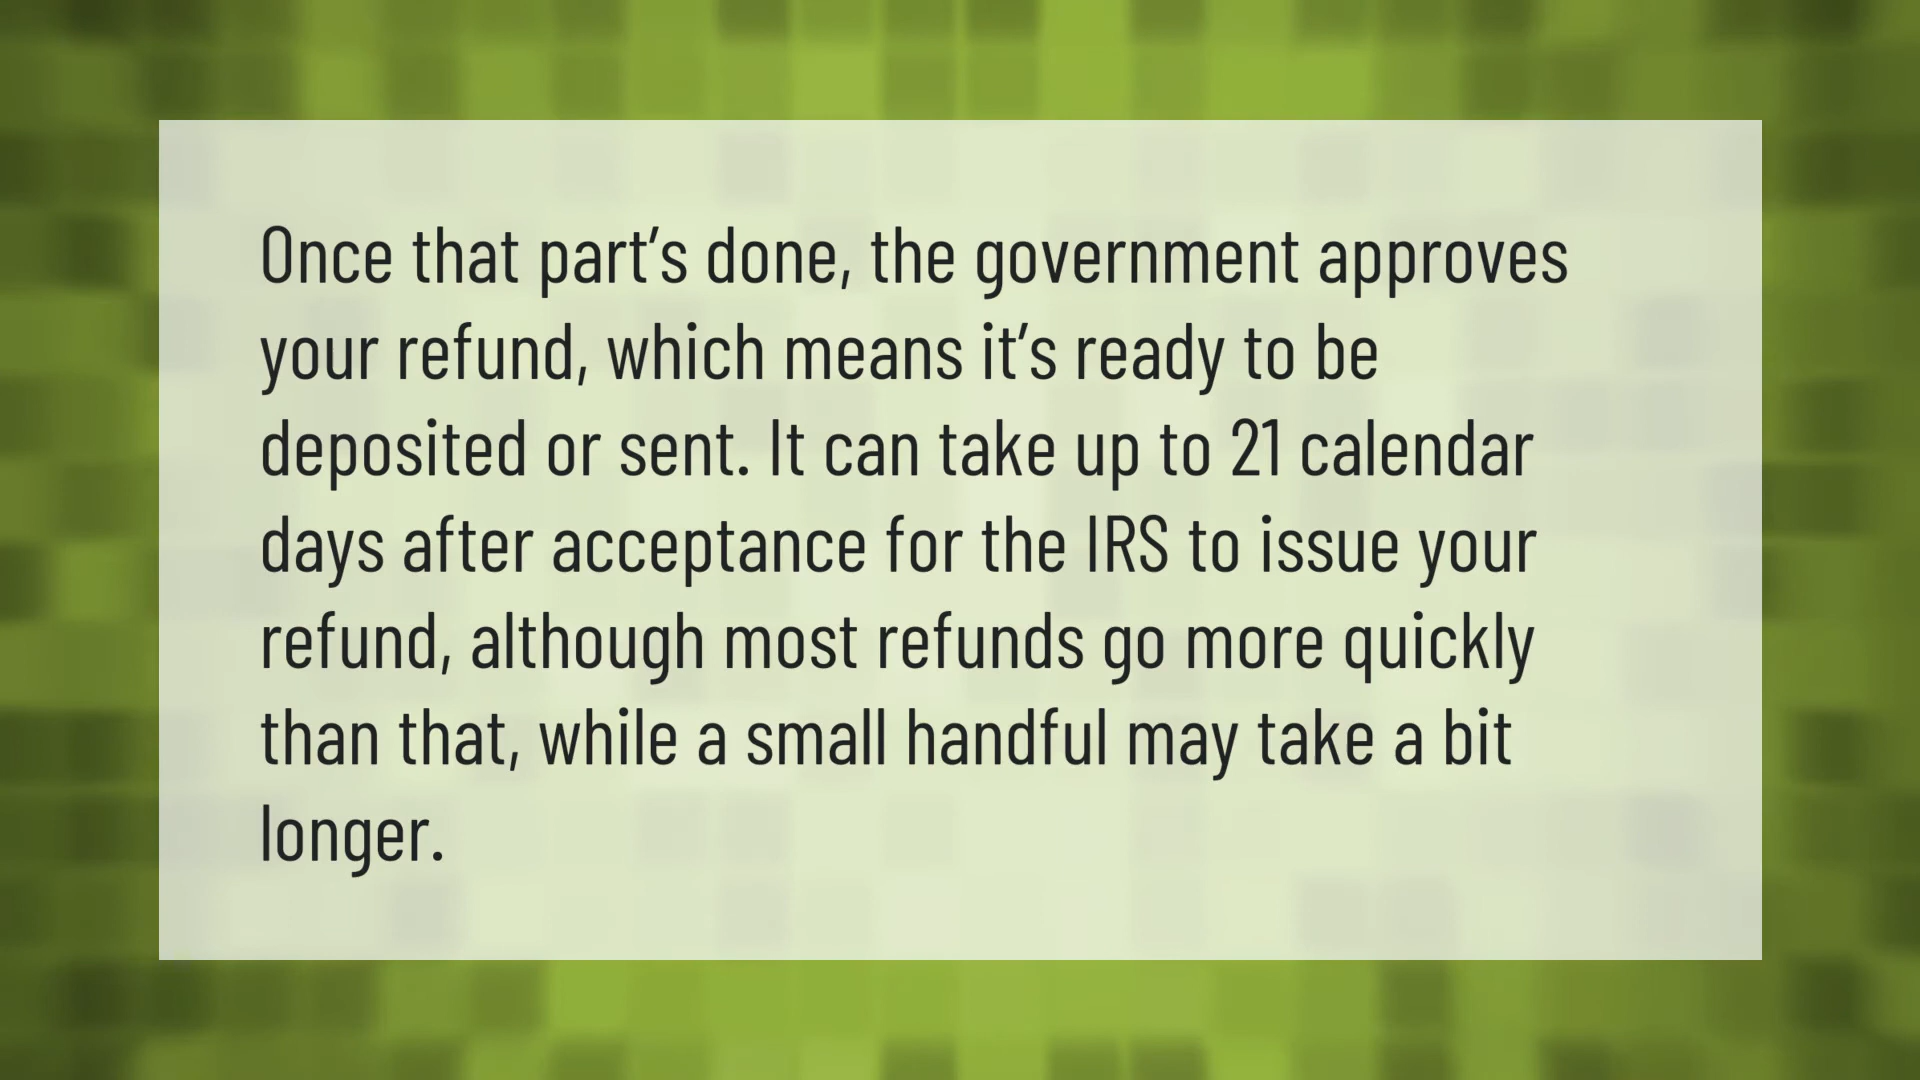 Once that part’s done, the government approves
your refund, which means it’s ready to be
deposited or sent. It can take up to 21 calendar
days after acceptance for the IRS to issue your
refund, although most refunds go more quickly
than that, while a small handful may take a bit
longer.